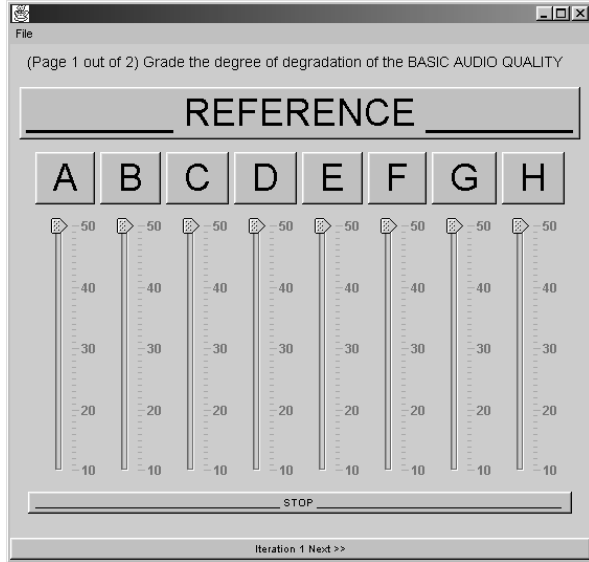 File
(Page 1 out of 2) Grade the degree of degradation of the BASIC AUDIO QUALITY
REFERENCE
A B C D E F G H
50 50 50 50 50 50 50 50
40 40 40 40 40 40 40 40
30 30 30 30 30 30 30 30
20 20 20 20 20 20 20 20
10 10 10 10 10 10 10 10
STOP
Iteration 1 Next >>